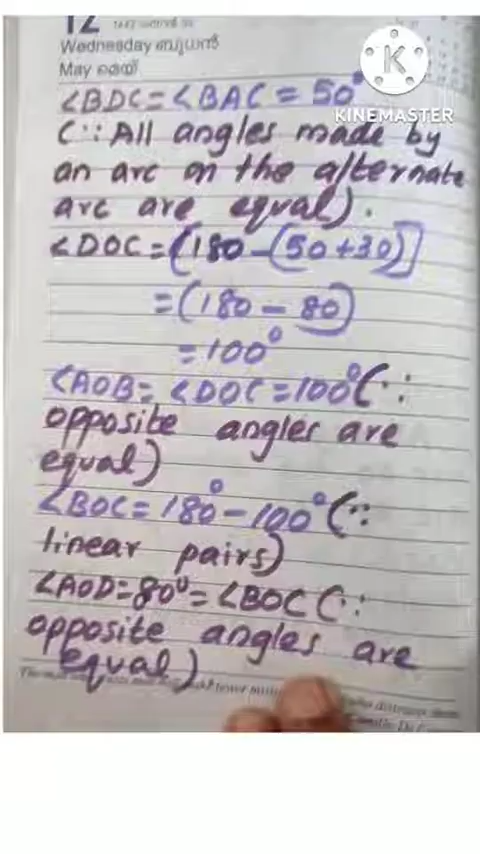 12
Wednesday ബുധൻ
May മെയ്
KINEMASTER
∠BDC = ∠BAC = 50°
(∵ All angles made by
an arc on the alternate
arc are equal).
∠DOC = (180 - (50 + 30)]
= (180 - 80)
= 100°
∠AOB = ∠DOC = 100° (∵
opposite angles are
equal)
∠BOC = 180° - 100° (∵
linear pairs)
∠AOD = 80° = ∠BOC (∵
opposite angles are
equal)